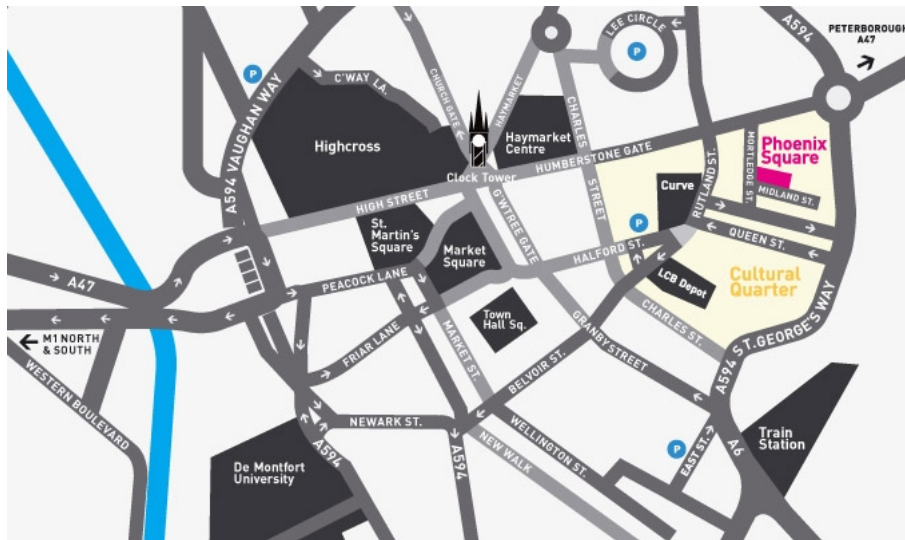 A594
PETERBOROUGH
A47
LEE CIRCLE
P
P
C'WAY LA.
CHURCH GATE
HAYMARKET
CHARLES
STREET
A594 VAUGHAN WAY
Highcross
Haymarket
Centre
HUMBERSTONE GATE
RUTLAND ST.
MORTLEDGE ST.
Phoenix
Square
MIDLAND ST.
Clock Tower
HIGH STREET
G'WTREE GATE
Curve
St.
Martin's
Square
Market
Square
P
HALFORD ST.
QUEEN ST.
A47
PEACOCK LANE
LCB Depot
Cultural
Quarter
M1 NORTH
& SOUTH
Town
Hall Sq.
FRIAR LANE
MARKET ST.
BELVOIR ST.
GRANBY STREET
CHARLES ST.
A594 ST.GEORGE'S WAY
WESTERN BOULEVARD
NEWARK ST.
A594
De Montfort
University
A594
NEW WALK
WELLINGTON ST.
P
EAST ST.
A6
Train
Station